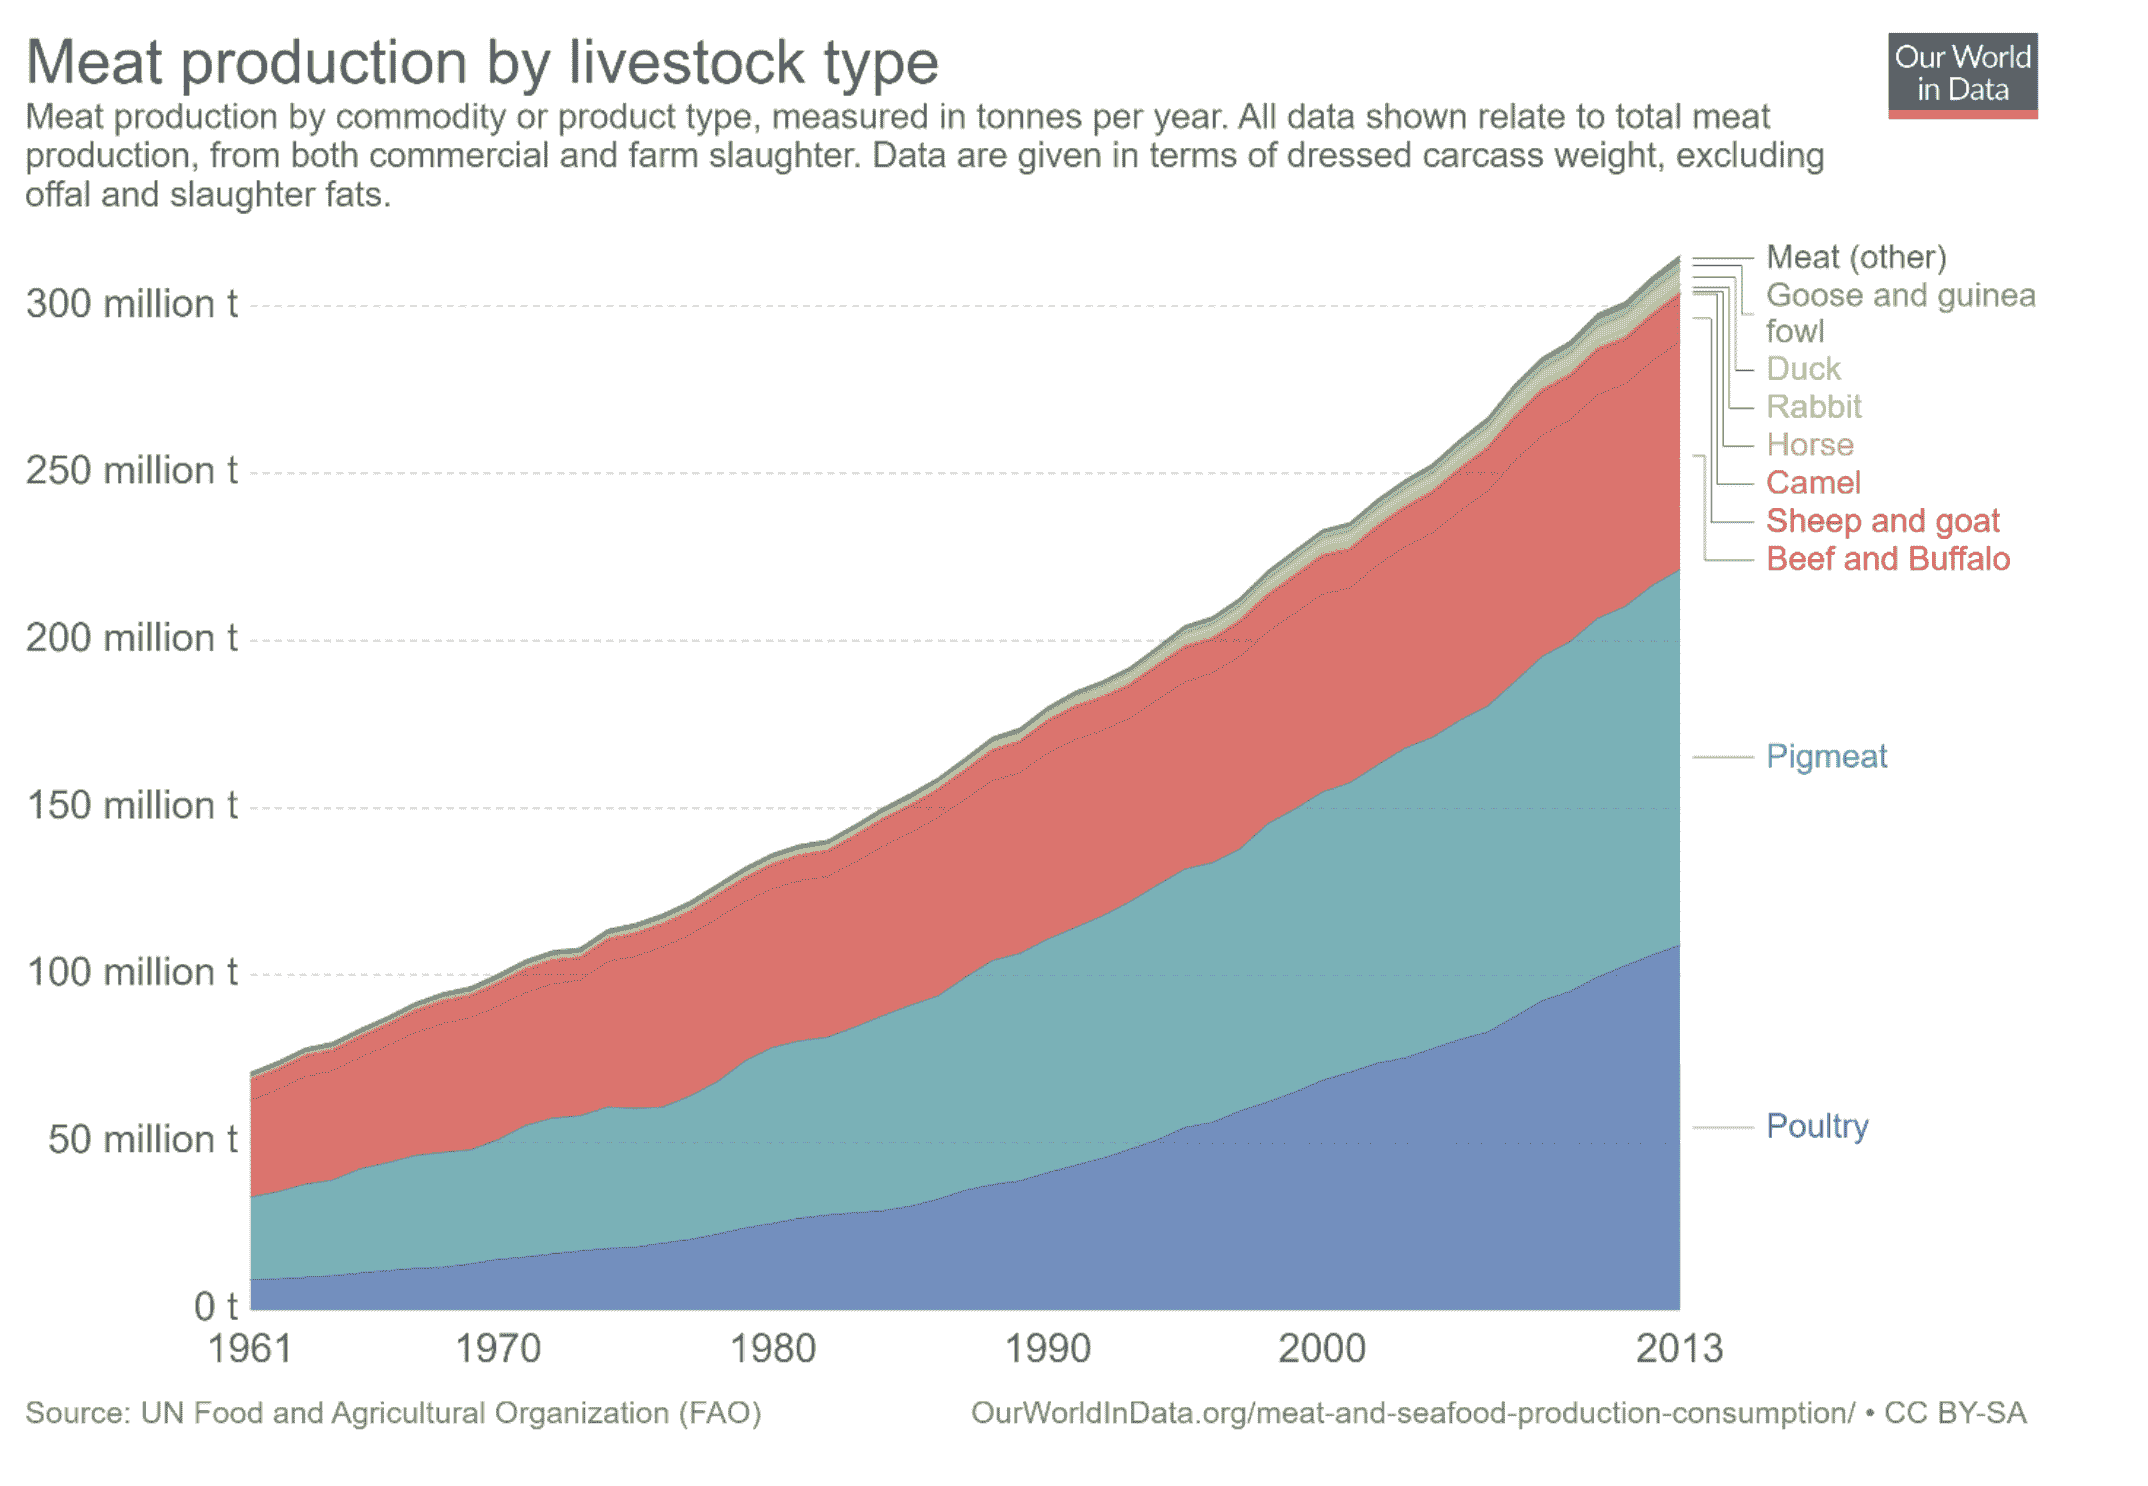 Meat production by livestock type
Our World
in Data
Meat production by commodity or product type, measured in tonnes per year. All data shown relate to total meat
production, from both commercial and farm slaughter. Data are given in terms of dressed carcass weight, excluding
offal and slaughter fats.
300 million t
250 million t
200 million t
150 million t
100 million t
50 million t
0 t
Meat (other)
Goose and guinea
fowl
Duck
Rabbit
Horse
Camel
Sheep and goat
Beef and Buffalo
Pigmeat
Poultry
1961 1970 1980 1990 2000 2013
Source: UN Food and Agricultural Organization (FAO)
OurWorldInData.org/meat-and-seafood-production-consumption/ • CC BY-SA